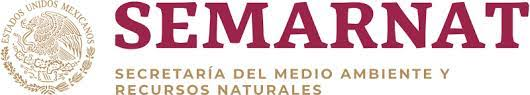 ESTADOS UNIDOS MEXICANOS
SEMARNAT
SECRETARÍA DEL MEDIO AMBIENTE Y
RECURSOS NATURALES